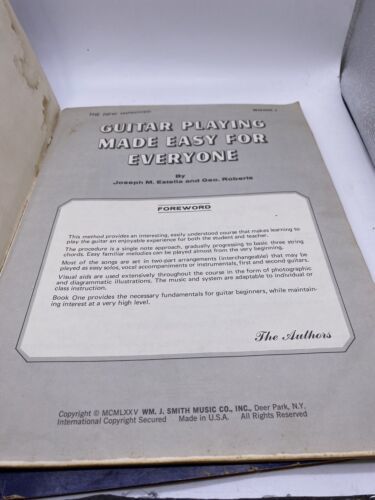 THE NEW IMPROVED
GUITAR PLAYING
MADE EASY FOR
EVERYONE
By
Joseph M. Estella and Geo. Roberts
FOREWORD
This method provides an interesting, easily understood course that makes learning to
play the guitar an enjoyable experience for both the student and teacher.
The procedure is a single note approach, gradually progressing to basic three string
chords. Easy familiar melodies can be played almost from the very beginning.
Most of the songs are set in two-part arrangements (interchangeable) that may be
played as easy solos, vocal accompaniments or instrumentals, first and second guitars.
Visual aids are used extensively throughout the course in the form of photographic
and diagrammatic illustrations. The music and system are adaptable to individual or
class instruction.
Book One provides the necessary fundamentals for guitar beginners, while maintain-
ing interest at a very high level.
The Authors
Copyright © MCMLXXV WM. J. SMITH MUSIC CO., INC., Deer Park, N.Y.
International Copyright Secured Made in U.S.A. All Rights Reserved